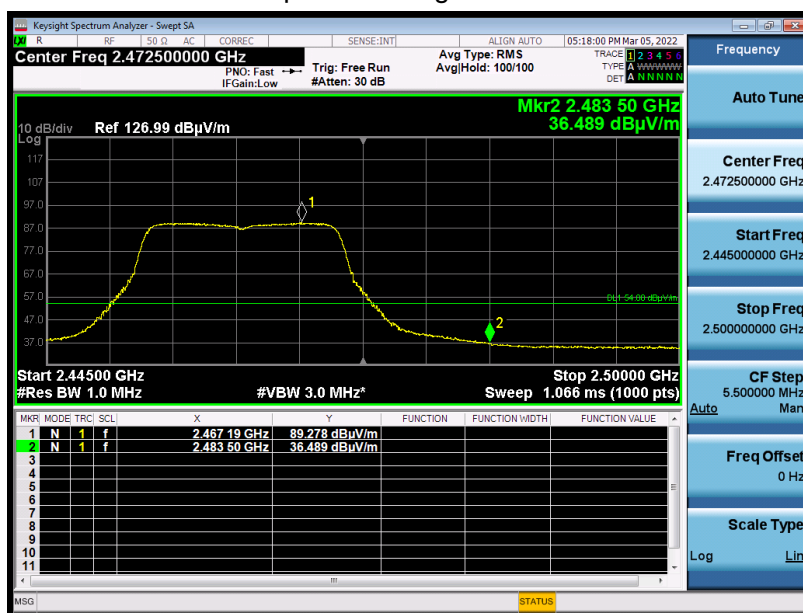 Keysight Spectrum Analyzer - Swept SA
LXI R RF 50 Ω AC CORREC SENSE:INT ALIGN AUTO 05:18:00 PM Mar 05, 2022
Center Freq 2.472500000 GHz
PNO: Fast
IFGain:Low
Trig: Free Run
#Atten: 30 dB
Avg Type: RMS
Avg|Hold: 100/100
TRACE 1 2 3 4 5 6
TYPE A WWWWW
DET A N N N N N
Mkr2 2.483 50 GHz
36.489 dBµV/m
10 dB/div Ref 126.99 dBµV/m
Log
117
107
97.0
87.0
77.0
67.0
57.0
47.0
37.0
1
2
DL1 54.00 dBµV/m
Start 2.44500 GHz Stop 2.50000 GHz
#Res BW 1.0 MHz #VBW 3.0 MHz* Sweep 1.066 ms (1000 pts)
MKR MODE TRC SCL X Y FUNCTION FUNCTION WIDTH FUNCTION VALUE
1 N 1 f 2.467 19 GHz 89.278 dBµV/m
2 N 1 f 2.483 50 GHz 36.489 dBµV/m
3
4
5
6
7
8
9
10
11
MSG STATUS
Frequency
Auto Tune
Center Freq
2.472500000 GHz
Start Freq
2.445000000 GHz
Stop Freq
2.500000000 GHz
CF Step
5.500000 MHz
Auto Man
Freq Offset
0 Hz
Scale Type
Log Lin